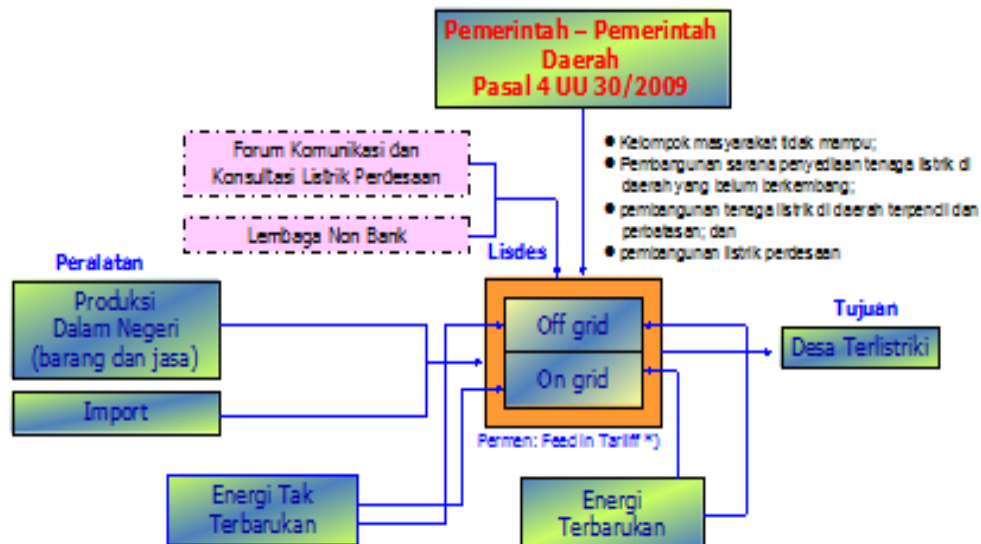 Pemerintah – Pemerintah
Daerah
Pasal 4 UU 30/2009
Forum Komunikasi dan
Konsultasi Listrik Perdesaan
Lembaga Non Bank
● Kelompok masyarakat tidak mampu;
● Pembangunan sarana penyediaan tenaga listrik di
daerah yang belum berkembang;
● pembangunan tenaga listrik di daerah terpencil dan
perbatasan; dan
● pembangunan listrik perdesaan
Lisdes
Peralatan
Produksi
Dalam Negeri
(barang dan jasa)
Import
Off grid
On grid
Tujuan
Desa Terlistriki
Permen: Feed in Tariff *)
Energi Tak
Terbarukan
Energi
Terbarukan